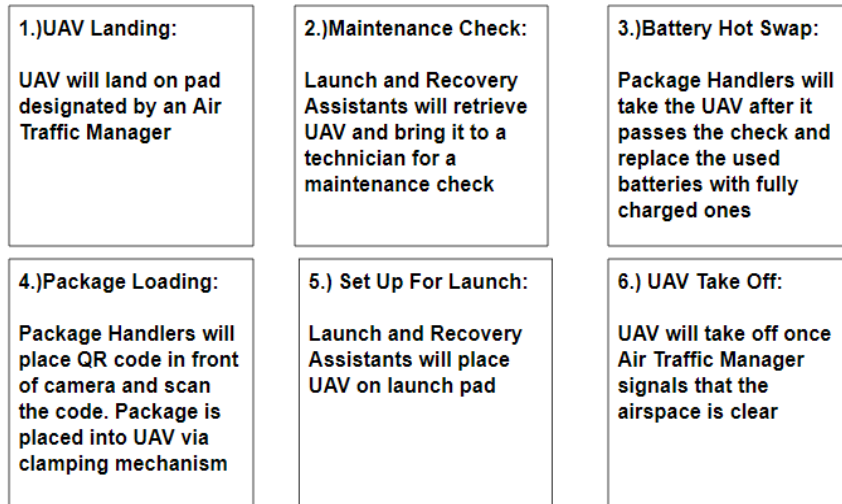 1.)UAV Landing:
UAV will land on pad
designated by an Air
Traffic Manager
2.)Maintenance Check:
Launch and Recovery
Assistants will retrieve
UAV and bring it to a
technician for a
maintenance check
3.)Battery Hot Swap:
Package Handlers will
take the UAV after it
passes the check and
replace the used
batteries with fully
charged ones
4.)Package Loading:
Package Handlers will
place QR code in front
of camera and scan
the code. Package is
placed into UAV via
clamping mechanism
5.) Set Up For Launch:
Launch and Recovery
Assistants will place
UAV on launch pad
6.) UAV Take Off:
UAV will take off once
Air Traffic Manager
signals that the
airspace is clear